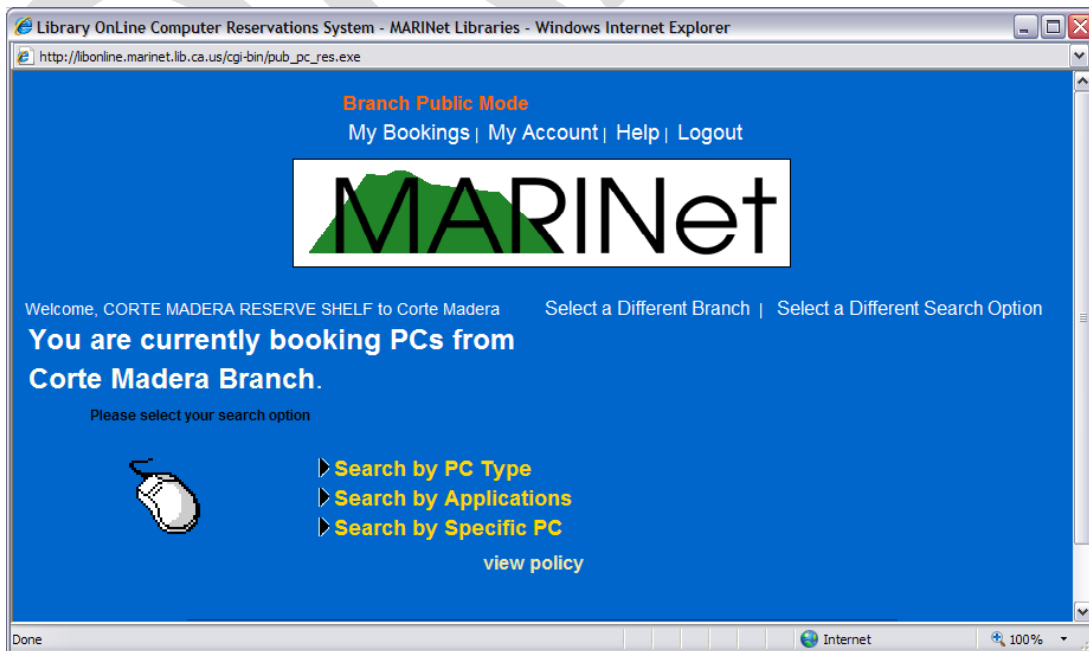 Library OnLine Computer Reservations System - MARINet Libraries - Windows Internet Explorer
http://libonline.marinet.lib.ca.us/cgi-bin/pub_pc_res.exe
Branch Public Mode
My Bookings | My Account | Help | Logout
MARINet
Welcome, CORTE MADERA RESERVE SHELF to Corte Madera
Select a Different Branch | Select a Different Search Option
You are currently booking PCs from
Corte Madera Branch.
Please select your search option
Search by PC Type
Search by Applications
Search by Specific PC
view policy
Done
Internet
100%